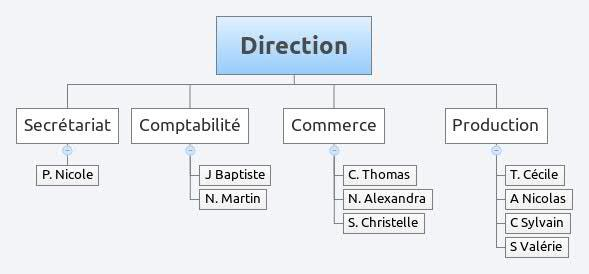 Direction
Secrétariat
Comptabilité
Commerce
Production
P. Nicole
J Baptiste
N. Martin
C. Thomas
N. Alexandra
S. Christelle
T. Cécile
A Nicolas
C Sylvain
S Valérie